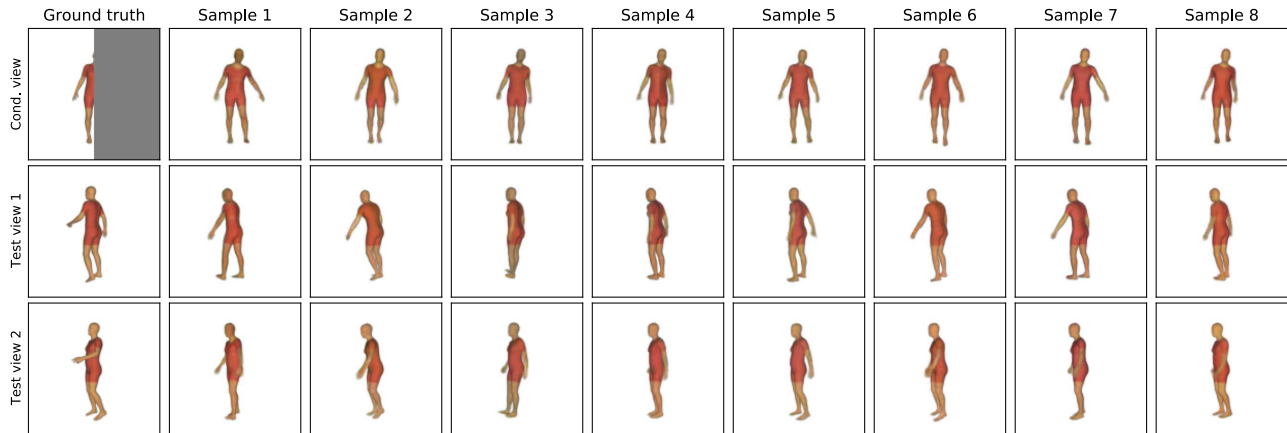 Ground truth
Sample 1
Sample 2
Sample 3
Sample 4
Sample 5
Sample 6
Sample 7
Sample 8
Cond. view
Test view 1
Test view 2